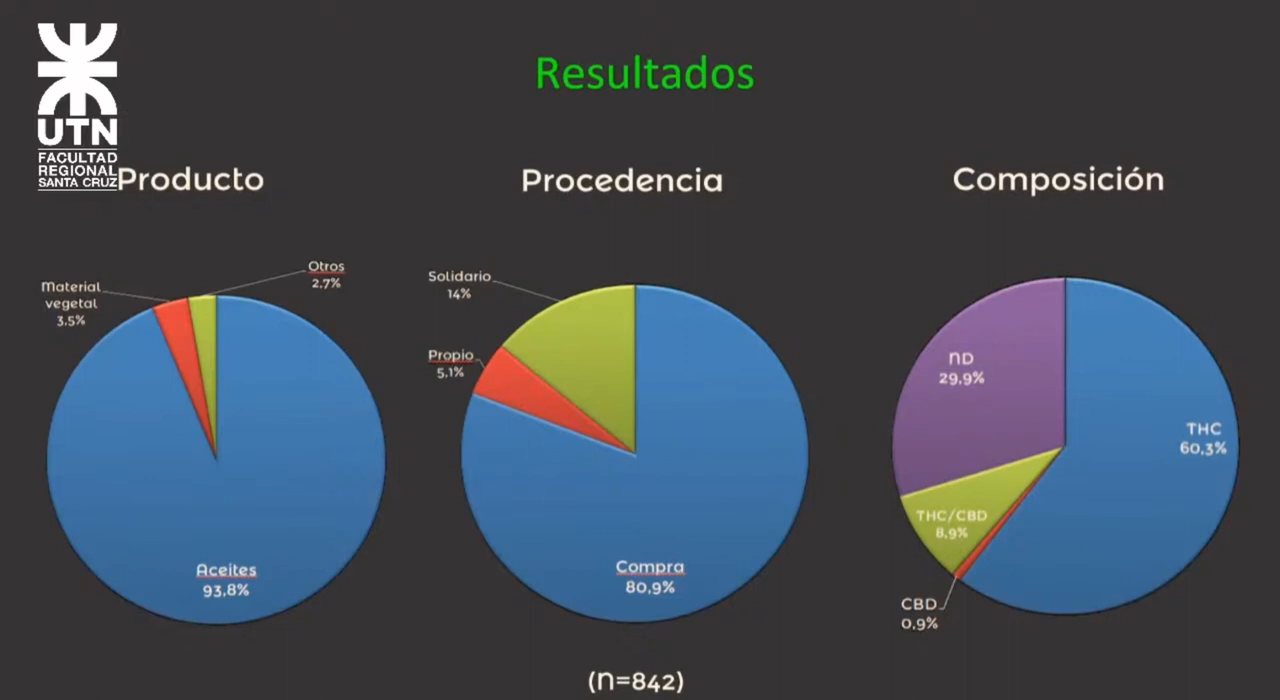 UTN
FACULTAD
REGIONAL
SANTA CRUZ
Resultados
Producto
Material
vegetal
3.5%
Otros
2.7%
Aceites
93,8%
Procedencia
Solidario
14%
Propio
5,1%
Compra
80,9%
Composición
ND
29,9%
THC
60,3%
THC/CBD
8,9%
CBD
0,9%
(n=842)